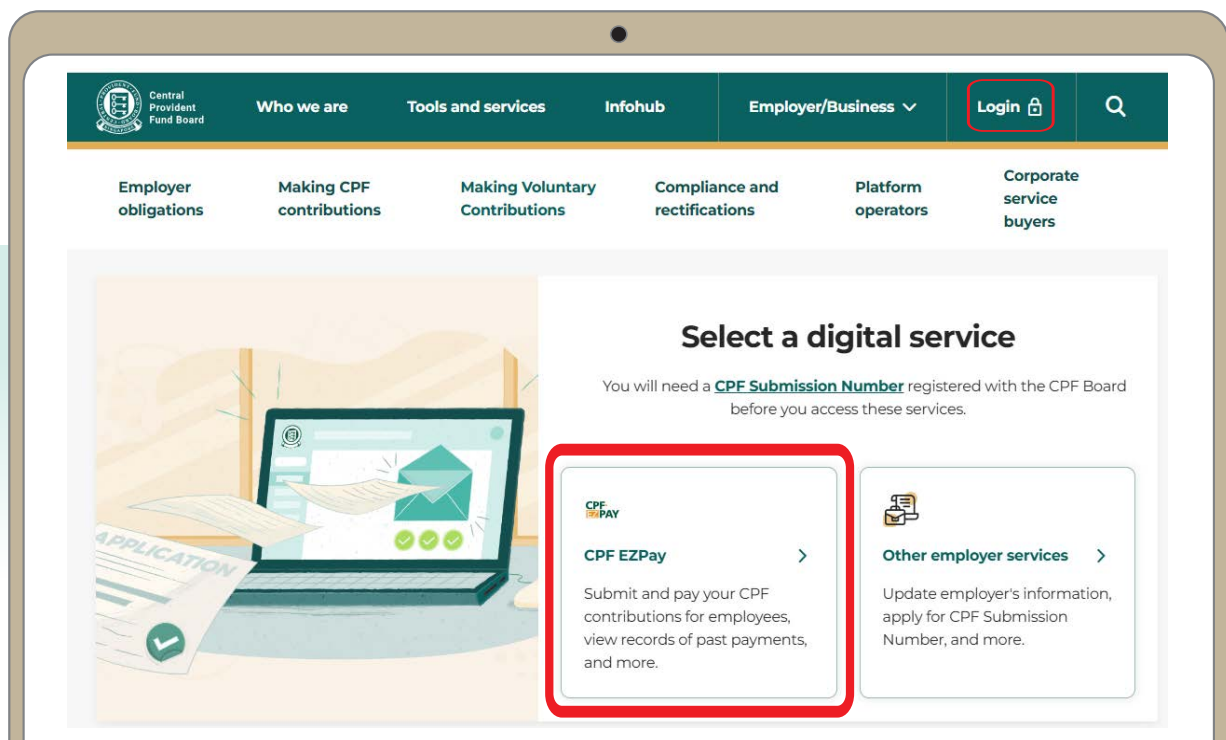 Central
Provident
Fund Board
Who we are
Tools and services
Infohub
Employer/Business
Login
Employer
obligations
Making CPF
contributions
Making Voluntary
Contributions
Compliance and
rectifications
Platform
operators
Corporate
service
buyers
Select a digital service
You will need a CPF Submission Number registered with the CPF Board
before you access these services.
APPLICATION
CPF
EZPAY
CPF EZPay
Submit and pay your CPF
contributions for employees,
view records of past payments,
and more.
Other employer services
Update employer's information,
apply for CPF Submission
Number, and more.